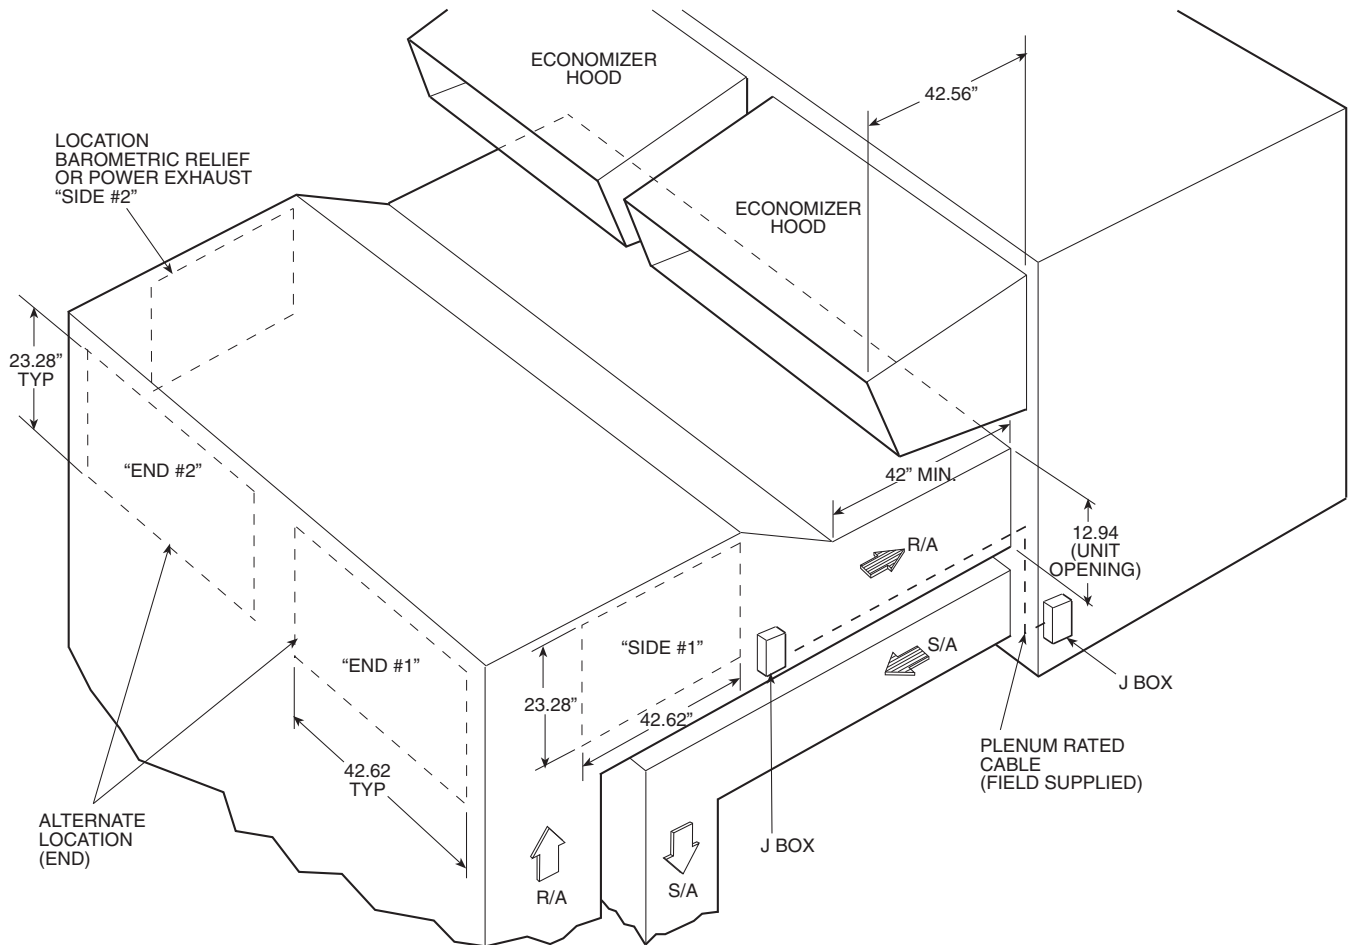 ECONOMIZER
HOOD
42.56”
LOCATION
BAROMETRIC RELIEF
OR POWER EXHAUST
“SIDE #2”
ECONOMIZER
HOOD
23.28”
TYP
“END #2”
42” MIN.
12.94
(UNIT
OPENING)
R/A
“END #1”
“SIDE #1”
S/A
J BOX
23.28”
42.62”
42.62
TYP
PLENUM RATED
CABLE
(FIELD SUPPLIED)
ALTERNATE
LOCATION
(END)
J BOX
R/A
S/A